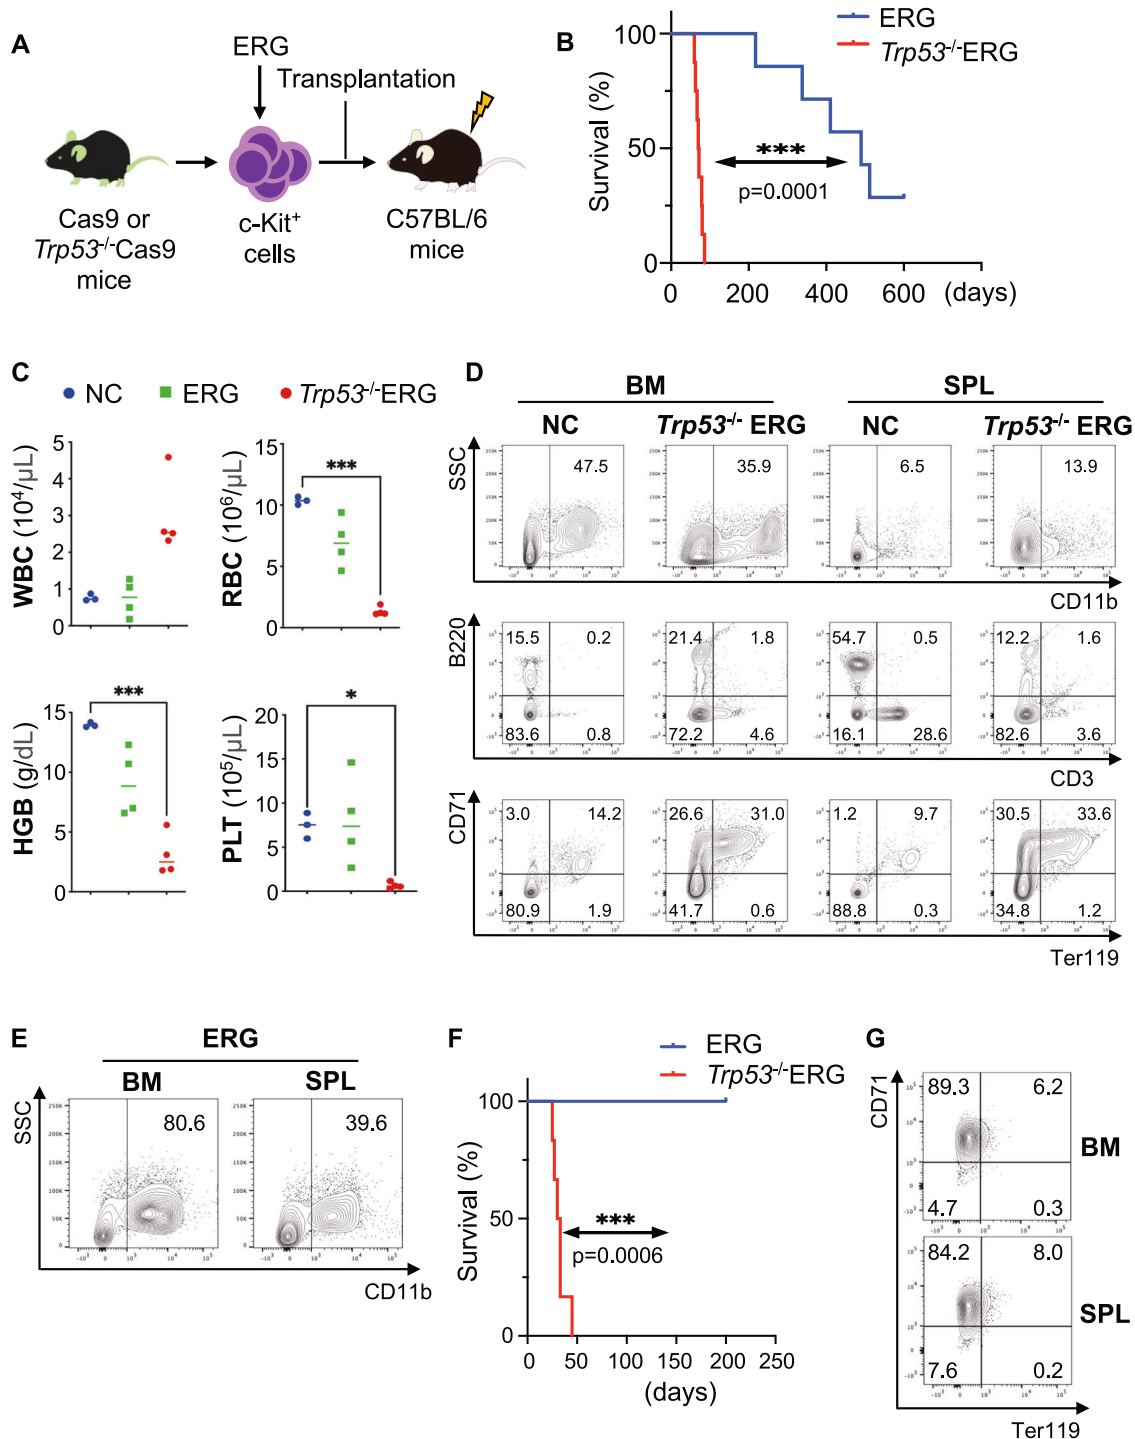 A
ERG
Transplantation
Cas9 or
Trp53-/-Cas9
mice
c-Kit+
cells
C57BL/6
mice
B
ERG
Trp53-/-ERG
Survival (%)
100
50
0
***
p=0.0001
0 200 400 600 (days)
C
NC ERG Trp53-/-ERG
WBC (10⁴/µL)
5
4
3
2
1
0
RBC (10⁶/µL)
15
10
5
0
***
HGB (g/dL)
15
10
5
0
***
PLT (10⁵/µL)
20
15
10
5
0
*
D
BM SPL
NC Trp53-/- ERG NC Trp53-/- ERG
SSC
47.5 35.9 6.5 13.9
CD11b
B220
15.5 0.2 21.4 1.8 54.7 0.5 12.2 1.6
83.6 0.8 72.2 4.6 16.1 28.6 82.6 3.6
CD3
CD71
3.0 14.2 26.6 31.0 1.2 9.7 30.5 33.6
80.9 1.9 41.7 0.6 88.8 0.3 34.8 1.2
Ter119
E
ERG
BM SPL
SSC
80.6 39.6
CD11b
F
ERG
Trp53-/-ERG
Survival (%)
100
50
0
***
p=0.0006
0 50 100 150 200 250
(days)
G
CD71
89.3 6.2
4.7 0.3
BM
84.2 8.0
7.6 0.2
SPL
Ter119